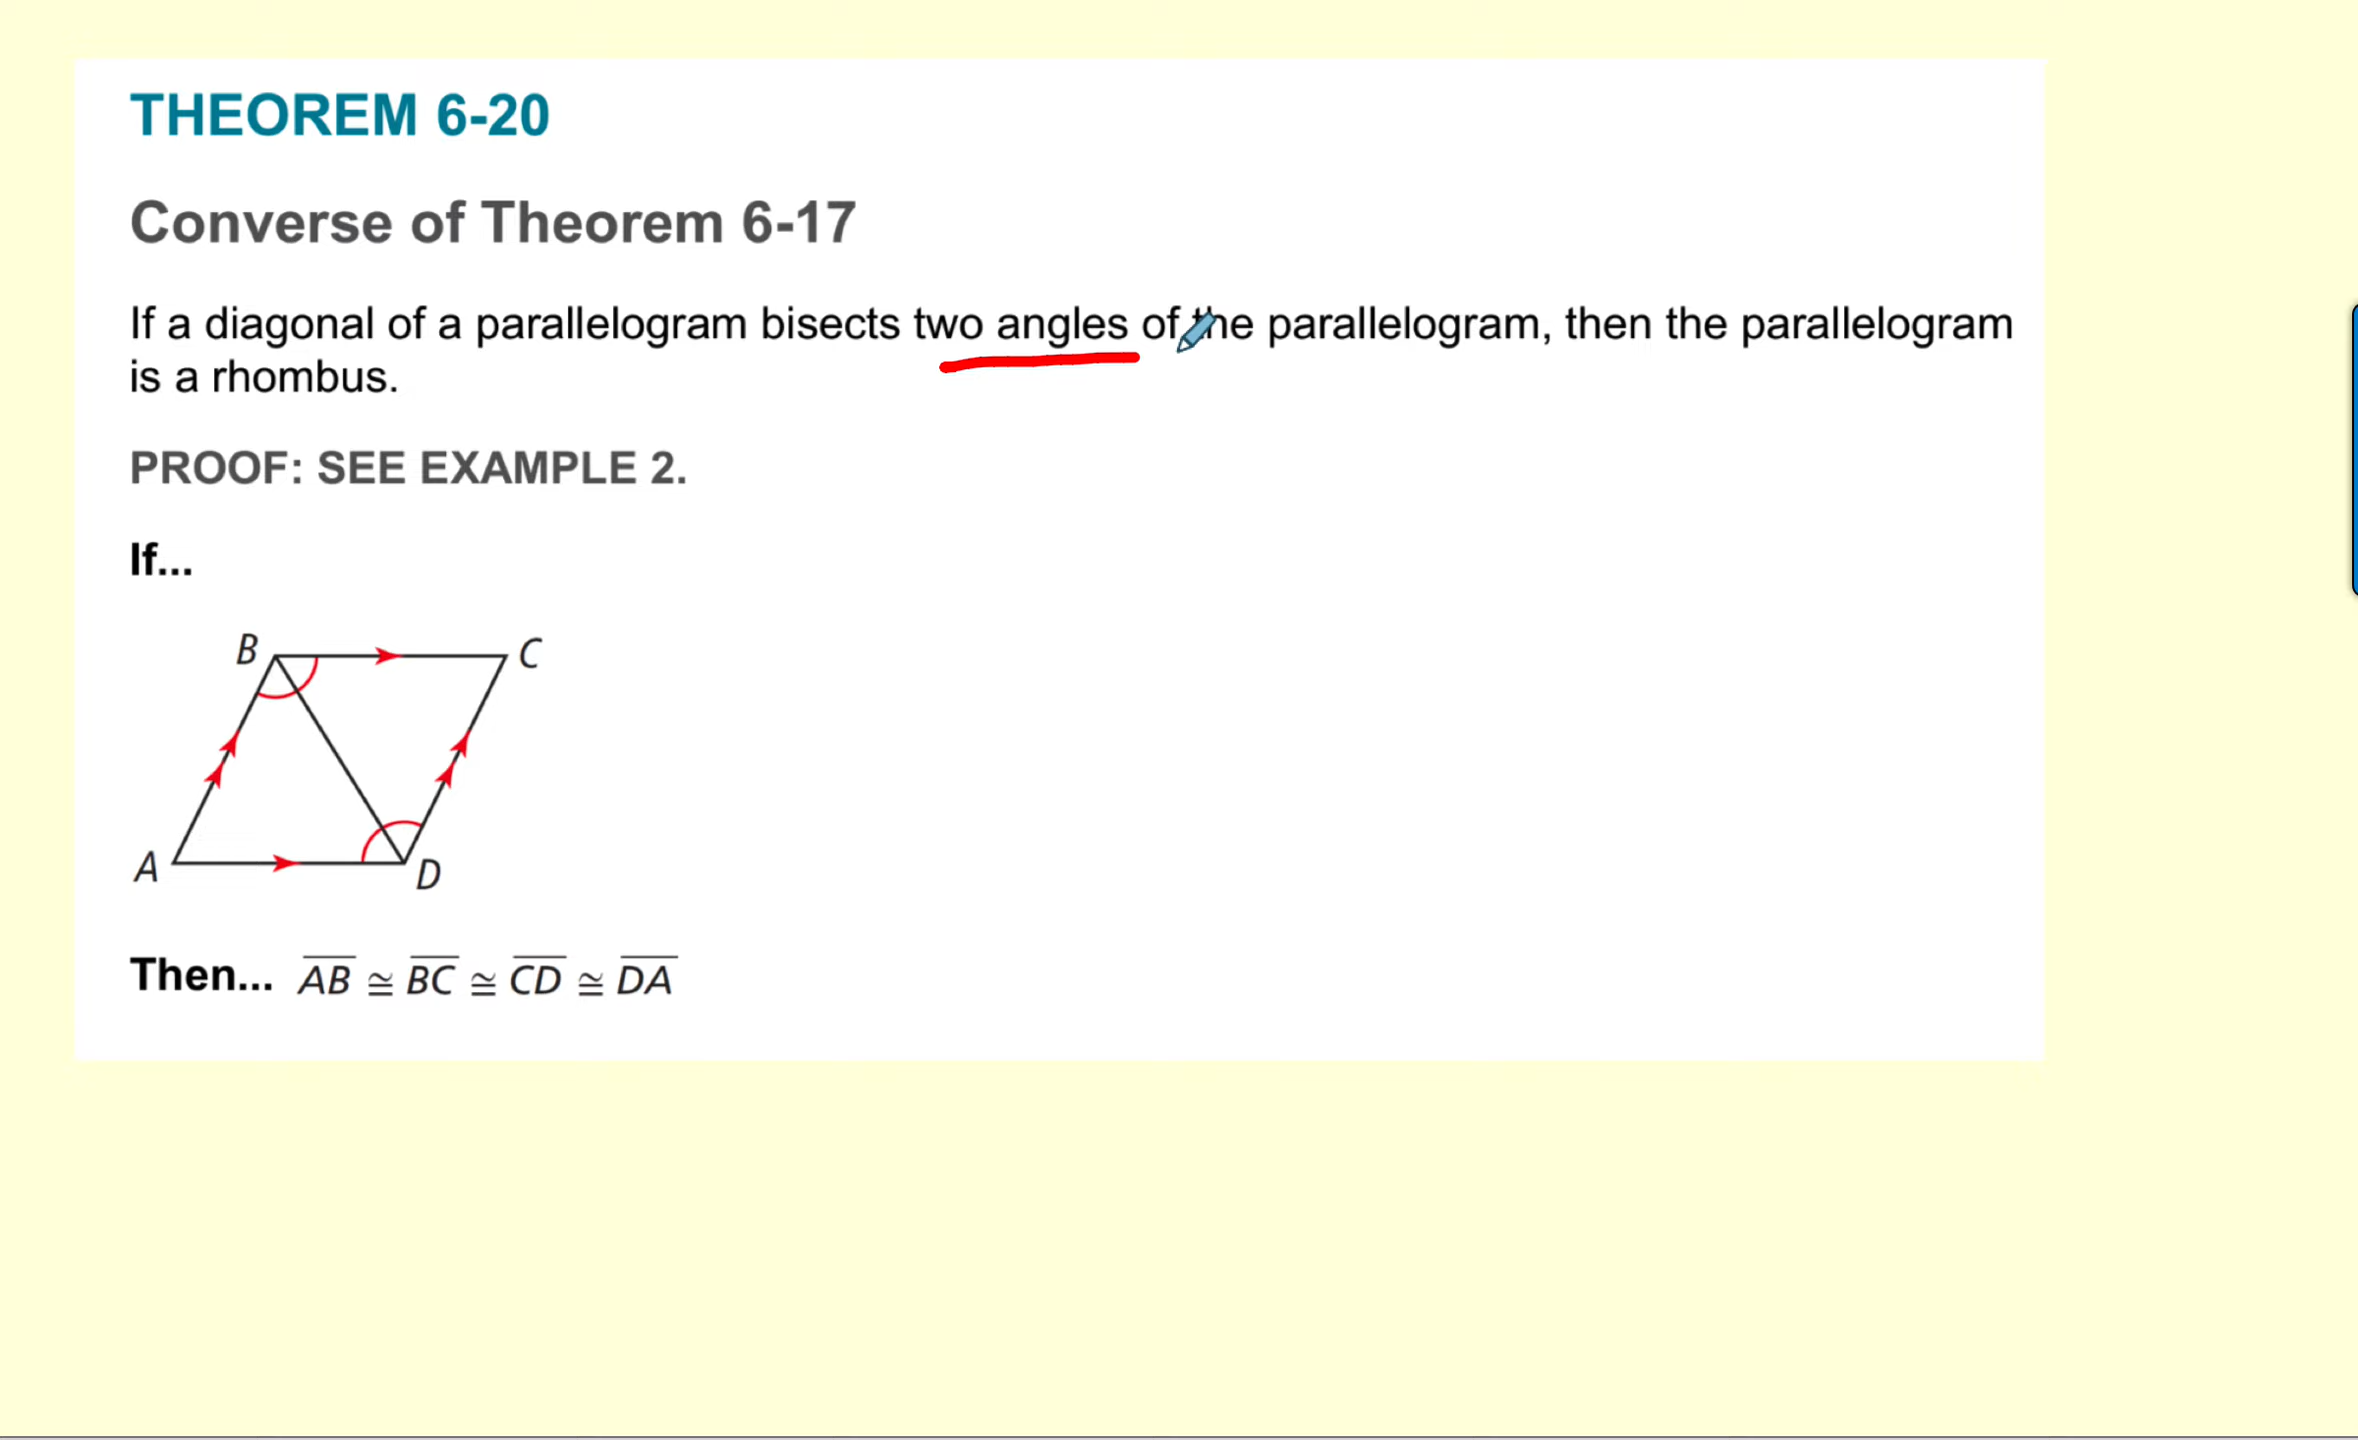 THEOREM 6-20
Converse of Theorem 6-17
If a diagonal of a parallelogram bisects two angles of the parallelogram, then the parallelogram
is a rhombus.
PROOF: SEE EXAMPLE 2.
If...
B
C
A
D
Then... AB ≅ BC ≅ CD ≅ DA